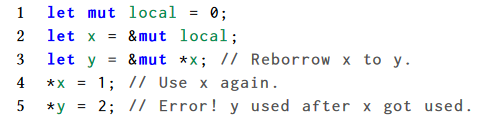 1 let mut local = 0;
2 let x = &mut local;
3 let y = &mut *x; // Reborrow x to y.
4 *x = 1; // Use x again.
5 *y = 2; // Error! y used after x got used.